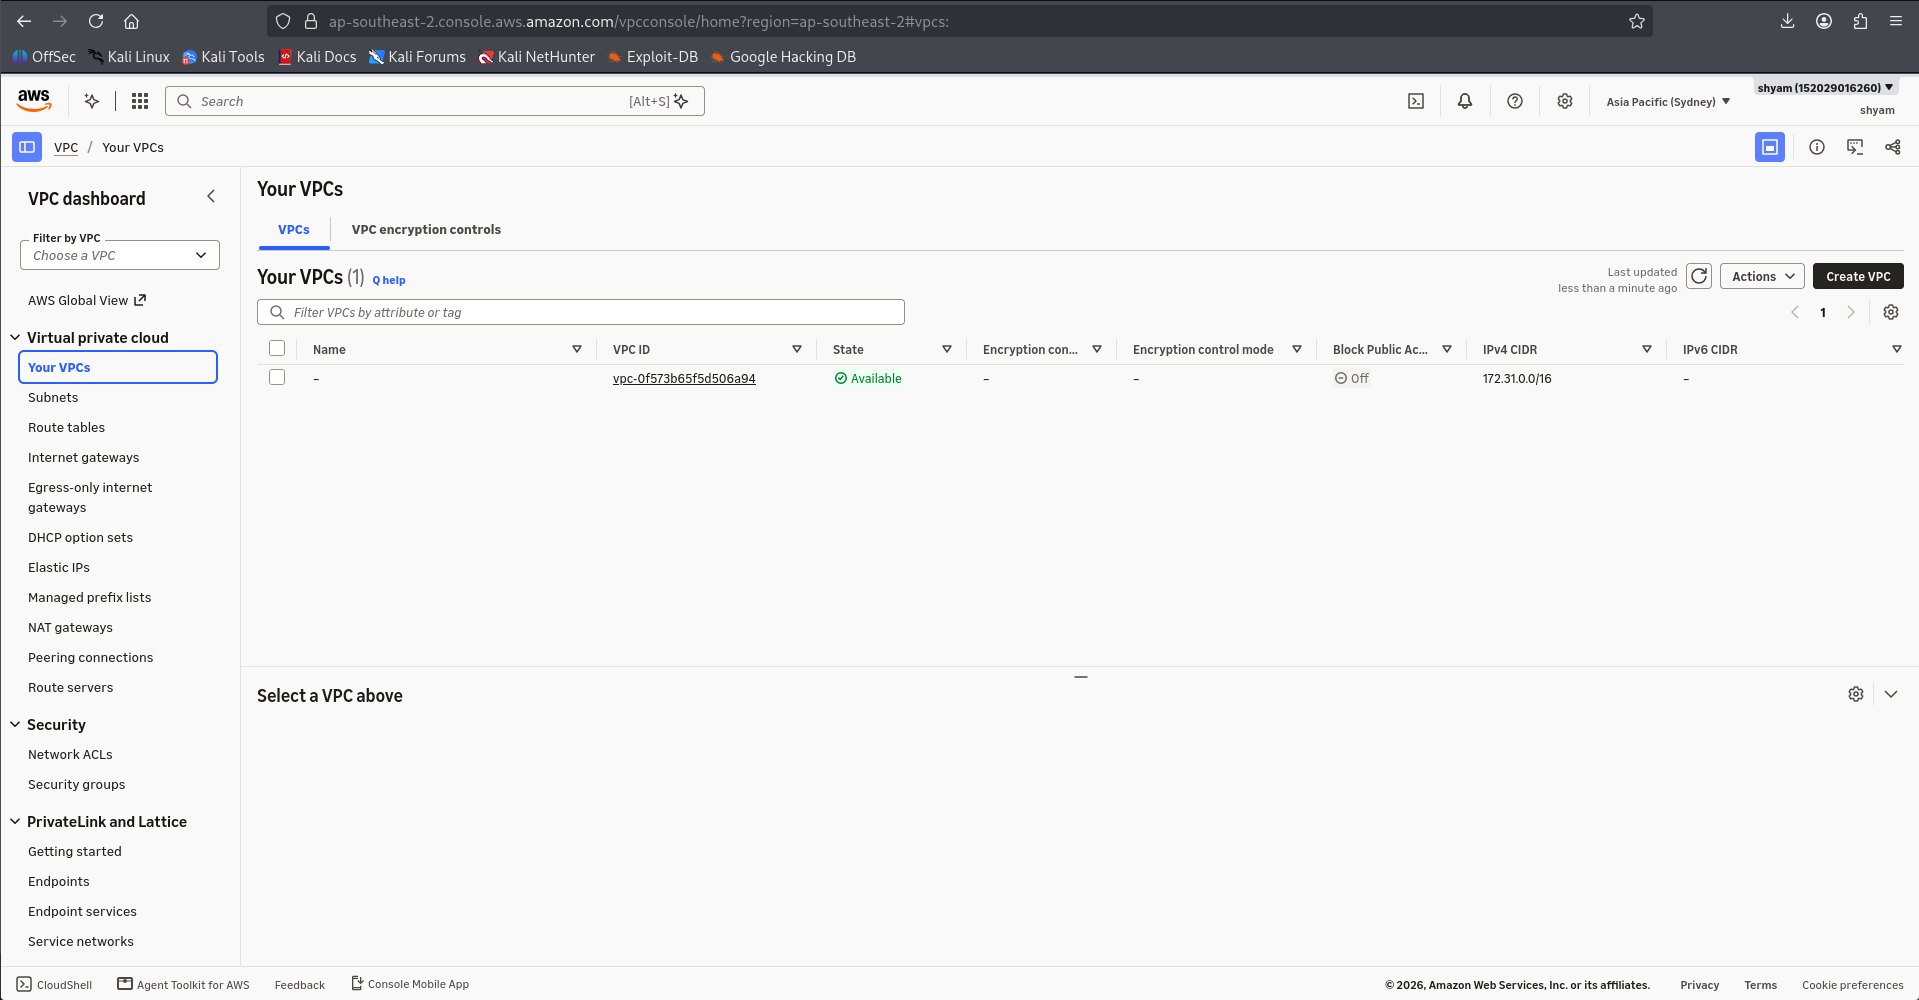 ap-southeast-2.console.aws.amazon.com/vpcconsole/home?region=ap-southeast-2#vpcs:
OffSec Kali Linux Kali Tools Kali Docs Kali Forums Kali NetHunter Exploit-DB Google Hacking DB
aws Search [Alt+S] Asia Pacific (Sydney) shyam (152029016260)
shyam
VPC / Your VPCs
VPC dashboard
Filter by VPC
Choose a VPC
AWS Global View
Virtual private cloud
Your VPCs
Subnets
Route tables
Internet gateways
Egress-only internet
gateways
DHCP option sets
Elastic IPs
Managed prefix lists
NAT gateways
Peering connections
Route servers
Security
Network ACLs
Security groups
PrivateLink and Lattice
Getting started
Endpoints
Endpoint services
Service networks
Your VPCs
VPCs VPC encryption controls
Your VPCs (1) Q help
Last updated
less than a minute ago
Actions Create VPC
Filter VPCs by attribute or tag
1
Name VPC ID State Encryption con... Encryption control mode Block Public Ac... IPv4 CIDR IPv6 CIDR
– vpc-0f573b65f5d506a94 Available – – Off 172.31.0.0/16 –
Select a VPC above
CloudShell Agent Toolkit for AWS Feedback Console Mobile App © 2026, Amazon Web Services, Inc. or its affiliates. Privacy Terms Cookie preferences